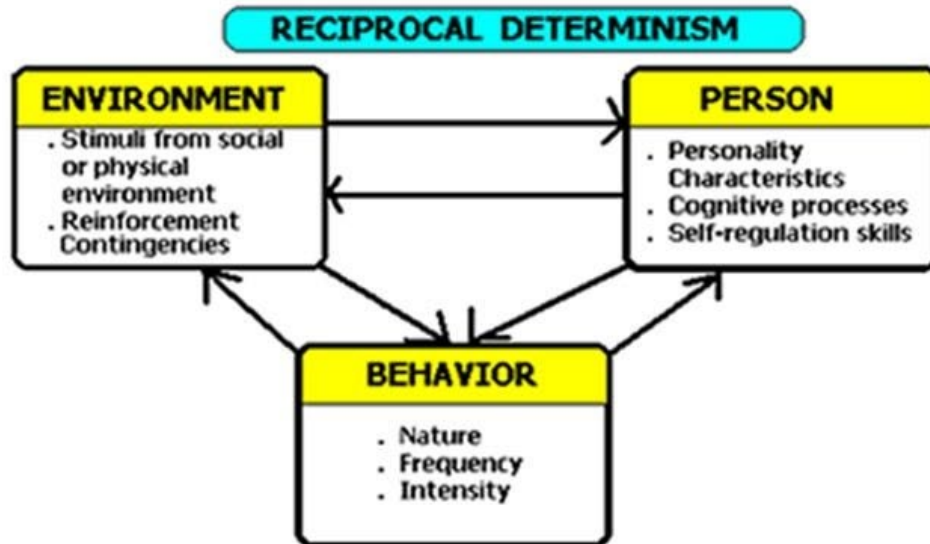 RECIPROCAL DETERMINISM
ENVIRONMENT
. Stimuli from social
or physical
environment
. Reinforcement
Contingencies
PERSON
. Personality
Characteristics
. Cognitive processes
. Self-regulation skills
BEHAVIOR
. Nature
. Frequency
. Intensity